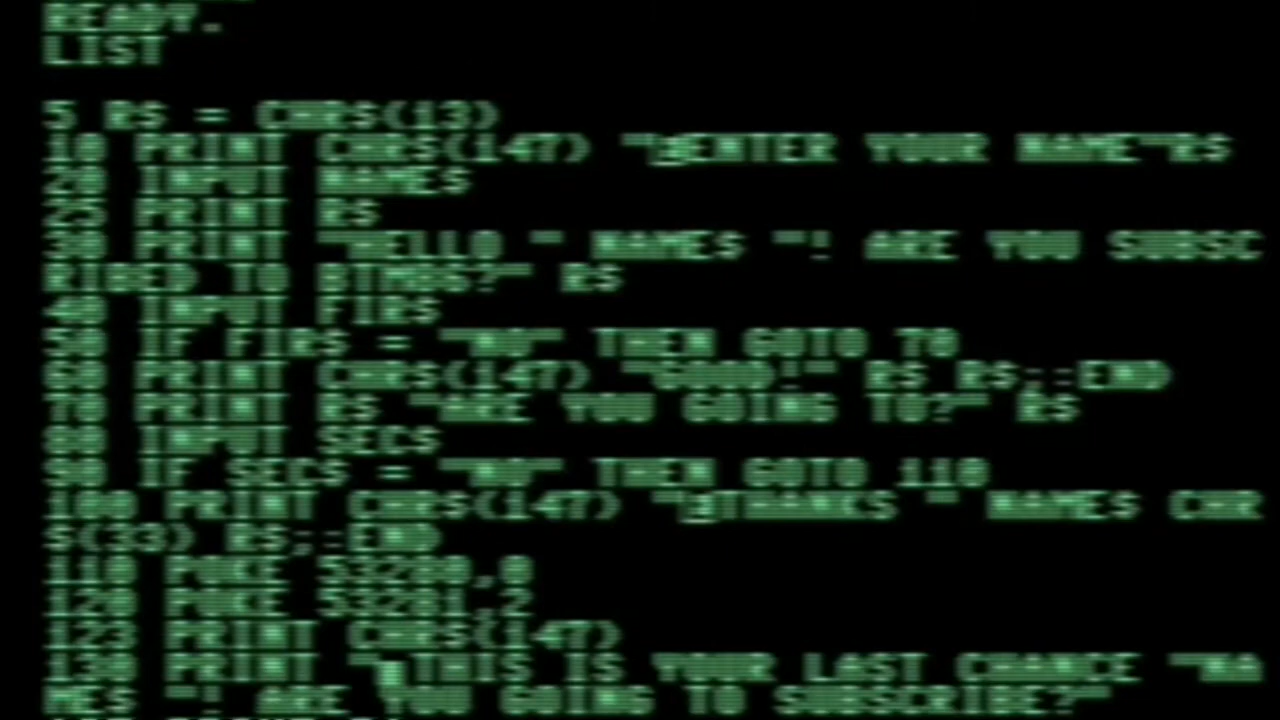 READY.
LIST
5 R$ = CHR$(13)
10 PRINT CHR$(147) "@ENTER YOUR NAME"R$
20 INPUT NAME$
25 PRINT R$
30 PRINT "HELLO " NAME$ "! ARE YOU SUBSC
RIBED TO BTM86?" R$
40 INPUT FIR$
50 IF FIR$ = "NO" THEN GOTO 70
60 PRINT CHR$(147) "GOOD!" R$ R$;:END
70 PRINT R$ "ARE YOU GOING TO?" R$
80 INPUT SEC$
90 IF SEC$ = "NO" THEN GOTO 110
100 PRINT CHR$(147) "@THANKS " NAME$ CHR
$(33) R$;:END
110 POKE 53280,0
120 POKE 53281,2
123 PRINT CHR$(147)
130 PRINT " THIS IS YOUR LAST CHANCE "NA
ME$ "! ARE YOU GOING TO SUBSCRIBE?"